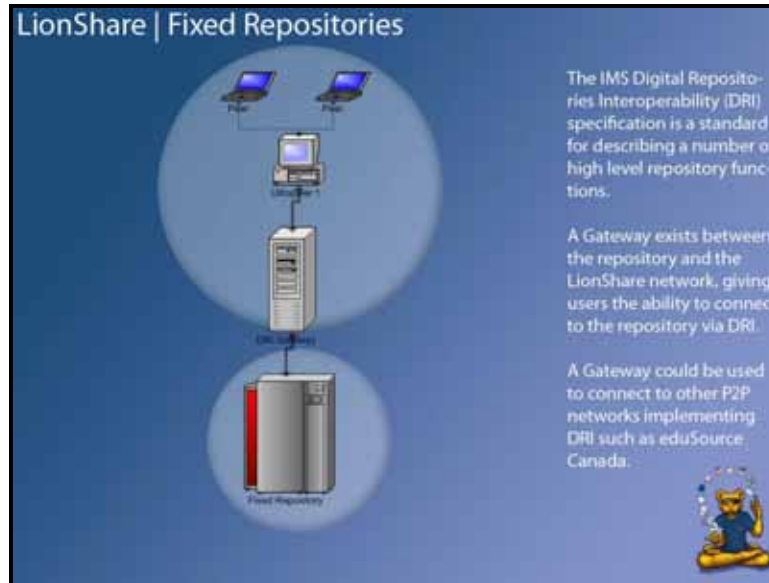 LionShare | Fixed Repositories
Peer
Peer
DRI Gateway
Fixed Repository
The IMS Digital Reposito-
ries Interoperability (DRI)
specification is a standard
for describing a number o
high level repository func-
tions.
A Gateway exists between
the repository and the
LionShare network, giving
users the ability to connec
to the repository via DRI.
A Gateway could be used
to connect to other P2P
networks implementing
DRI such as eduSource
Canada.